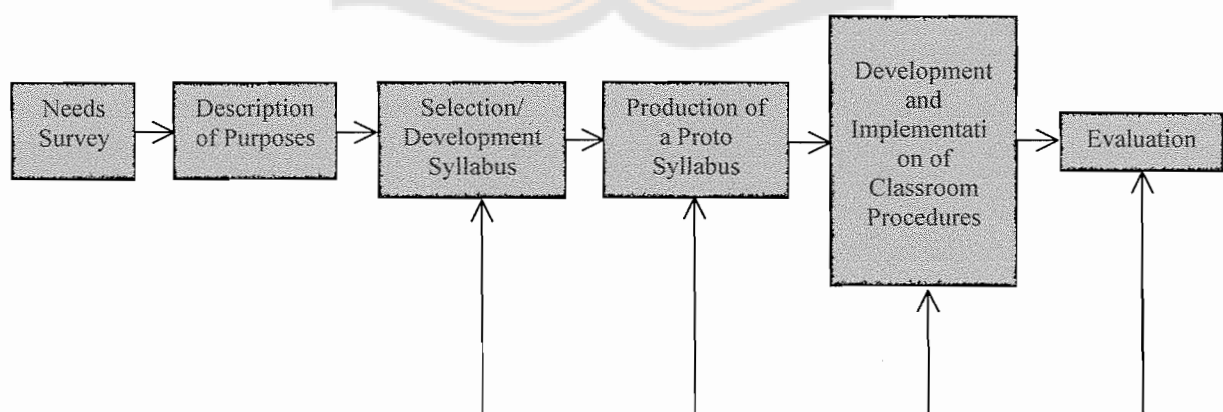 Needs
Survey
Description
of Purposes
Selection/
Development
Syllabus
Production of
a Proto
Syllabus
Development
and
Implementati
on of
Classroom
Procedures
Evaluation